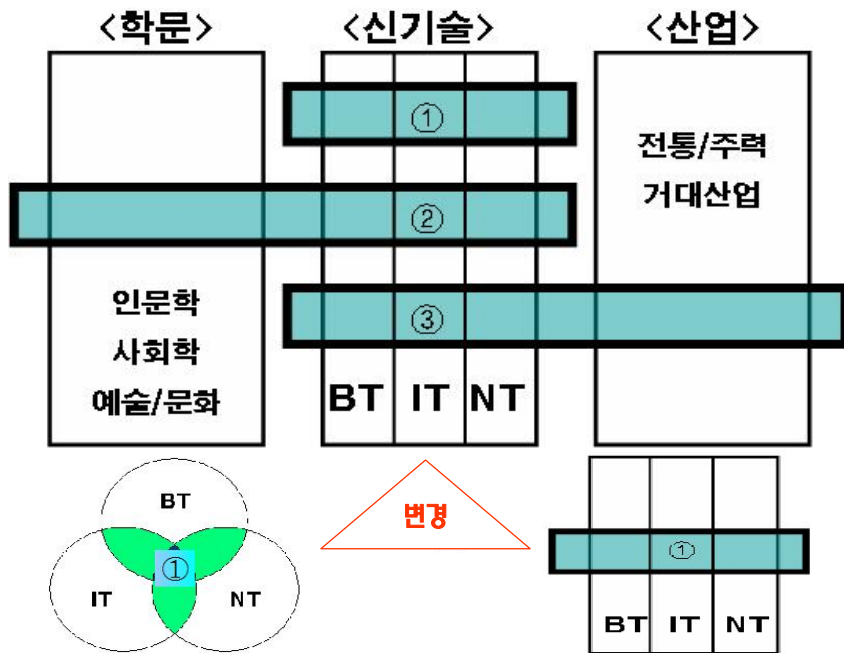 <학문> <신기술> <산업>
①
전통/주력
거대산업
②
인문학
사회학
예술/문화
③
BT IT NT
변경
BT
①
IT NT
①
BT IT NT